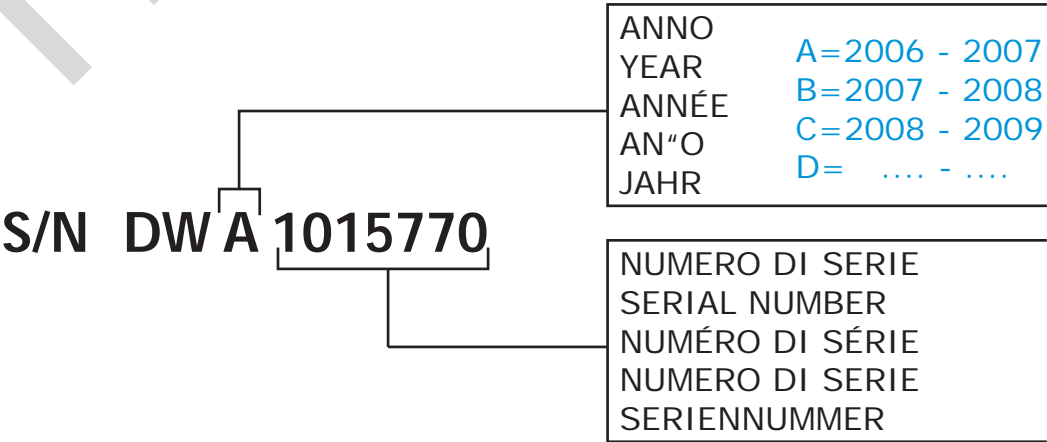 ANNO
YEAR
ANNÉE
AN“O
JAHR
A=2006 - 2007
B=2007 - 2008
C=2008 - 2009
D= .... - ....
S/N DW A 1015770
NUMERO DI SERIE
SERIAL NUMBER
NUMÉRO DI SÉRIE
NUMERO DI SERIE
SERIENNUMMER